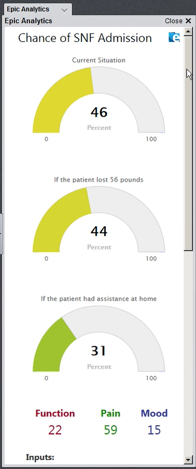 Epic Analytics
Epic Analytics Close ×
Chance of SNF Admission
Current Situation
46
Percent
0 100
If the patient lost 56 pounds
44
Percent
0 100
If the patient had assistance at home
31
Percent
0 100
Function Pain Mood
22 59 15
Inputs: